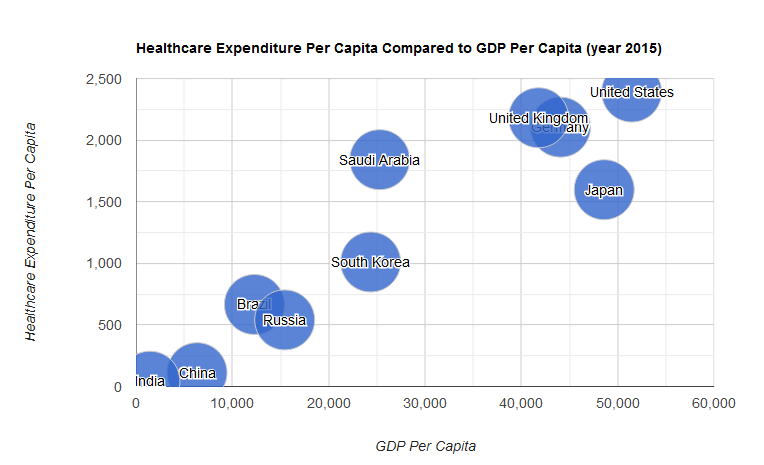 Healthcare Expenditure Per Capita Compared to GDP Per Capita (year 2015)
Healthcare Expenditure Per Capita
2,500
2,000
1,500
1,000
500
0
United States
United Kingdom
Germany
Saudi Arabia
Japan
South Korea
Brazil
Russia
China
India
0 10,000 20,000 30,000 40,000 50,000 60,000
GDP Per Capita